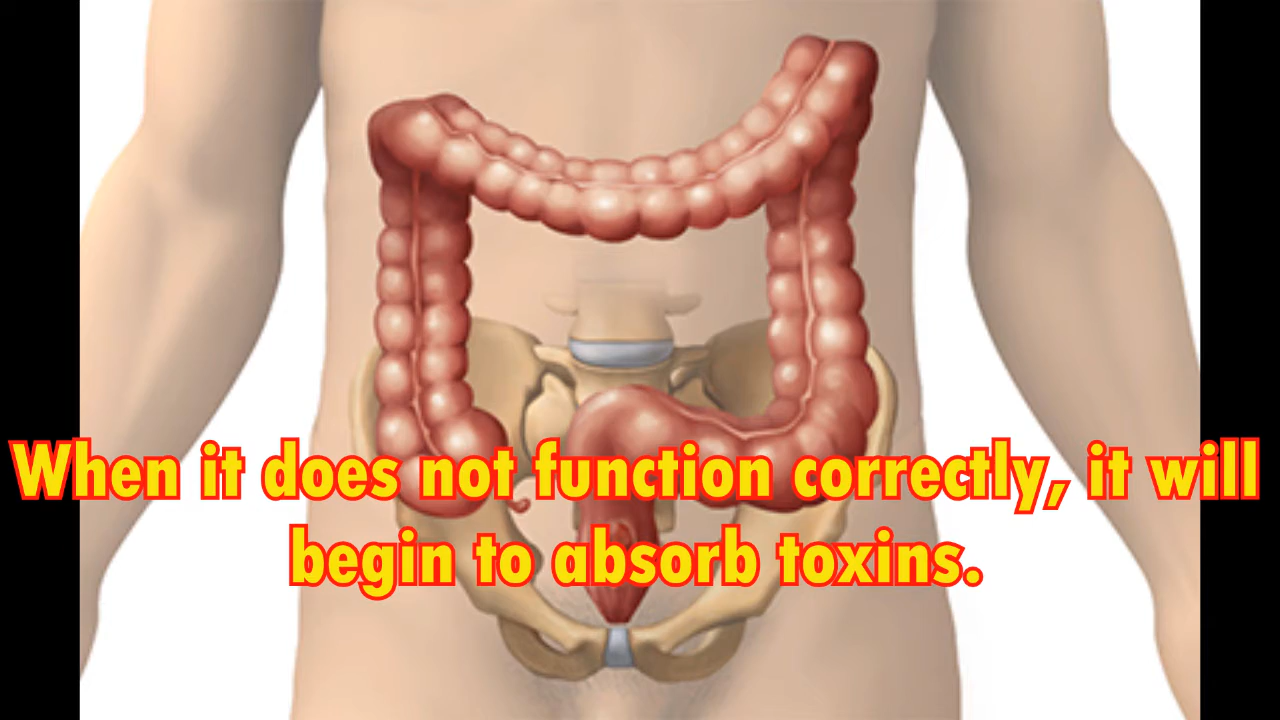 When it does not function correctly, it will
begin to absorb toxins.